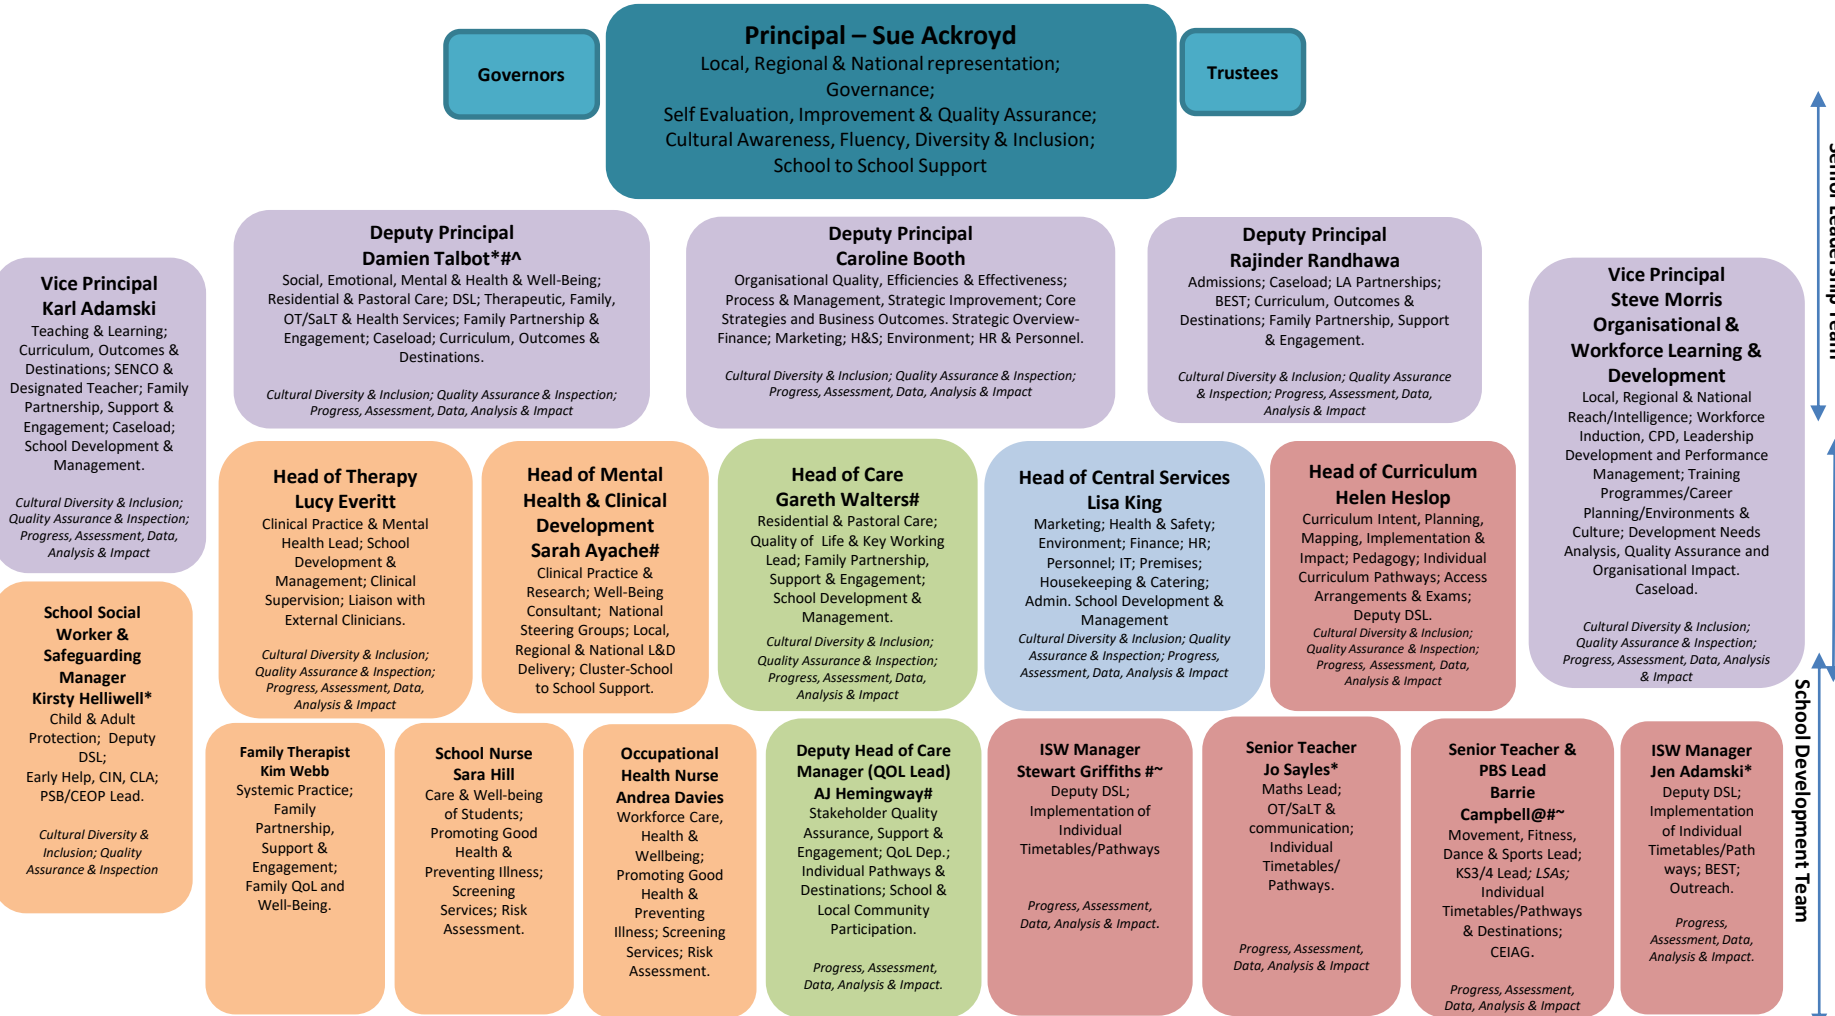 Principal – Sue Ackroyd
Local, Regional & National representation;
Governance;
Self Evaluation, Improvement & Quality Assurance;
Cultural Awareness, Fluency, Diversity & Inclusion;
School to School Support
Governors
Trustees
Senior Leadership Team
Vice Principal
Karl Adamski
Teaching & Learning;
Curriculum, Outcomes &
Destinations; SENCO &
Designated Teacher; Family
Partnership, Support &
Engagement; Caseload;
School Development &
Management.
Cultural Diversity & Inclusion;
Quality Assurance & Inspection;
Progress, Assessment, Data,
Analysis & Impact
Deputy Principal
Damien Talbot*#^
Social, Emotional, Mental & Health & Well-Being;
Residential & Pastoral Care; DSL; Therapeutic, Family,
OT/SaLT & Health Services; Family Partnership &
Engagement; Caseload; Curriculum, Outcomes &
Destinations.
Cultural Diversity & Inclusion; Quality Assurance & Inspection;
Progress, Assessment, Data, Analysis & Impact
Deputy Principal
Caroline Booth
Organisational Quality, Efficiencies & Effectiveness;
Process & Management, Strategic Improvement; Core
Strategies and Business Outcomes. Strategic Overview-
Finance; Marketing; H&S; Environment; HR & Personnel.
Cultural Diversity & Inclusion; Quality Assurance & Inspection;
Progress, Assessment, Data, Analysis & Impact
Deputy Principal
Rajinder Randhawa
Admissions; Caseload; LA Partnerships;
BEST; Curriculum, Outcomes &
Destinations; Family Partnership, Support
& Engagement.
Cultural Diversity & Inclusion; Quality Assurance
& Inspection; Progress, Assessment, Data,
Analysis & Impact
Vice Principal
Steve Morris
Organisational &
Workforce Learning &
Development
Local, Regional & National
Reach/Intelligence; Workforce
Induction, CPD, Leadership
Development and Performance
Management; Training
Programmes/Career
Planning/Environments &
Culture; Development Needs
Analysis, Quality Assurance and
Organisational Impact.
Caseload.
Cultural Diversity & Inclusion;
Quality Assurance & Inspection;
Progress, Assessment, Data, Analysis
& Impact
Head of Therapy
Lucy Everitt
Clinical Practice & Mental
Health Lead; School
Development &
Management; Clinical
Supervision; Liaison with
External Clinicians.
Cultural Diversity & Inclusion;
Quality Assurance & Inspection;
Progress, Assessment, Data,
Analysis & Impact
Head of Mental
Health & Clinical
Development
Sarah Ayache#
Clinical Practice &
Research; Well-Being
Consultant; National
Steering Groups; Local,
Regional & National L&D
Delivery; Cluster-School
to School Support.
Head of Care
Gareth Walters#
Residential & Pastoral Care;
Quality of Life & Key Working
Lead; Family Partnership,
Support & Engagement;
School Development &
Management.
Cultural Diversity & Inclusion;
Quality Assurance & Inspection;
Progress, Assessment, Data,
Analysis & Impact
Head of Central Services
Lisa King
Marketing; Health & Safety;
Environment; Finance; HR;
Personnel; IT; Premises;
Housekeeping & Catering;
Admin. School Development &
Management
Cultural Diversity & Inclusion; Quality
Assurance & Inspection; Progress,
Assessment, Data, Analysis & Impact
Head of Curriculum
Helen Heslop
Curriculum Intent, Planning,
Mapping, Implementation &
Impact; Pedagogy; Individual
Curriculum Pathways; Access
Arrangements & Exams;
Deputy DSL.
Cultural Diversity & Inclusion;
Quality Assurance & Inspection;
Progress, Assessment, Data,
Analysis & Impact
School Social
Worker &
Safeguarding
Manager
Kirsty Helliwell*
Child & Adult
Protection; Deputy
DSL;
Early Help, CIN, CLA;
PSB/CEOP Lead.
Cultural Diversity &
Inclusion; Quality
Assurance & Inspection
Family Therapist
Kim Webb
Systemic Practice;
Family
Partnership,
Support &
Engagement;
Family QoL and
Well-Being.
School Nurse
Sara Hill
Care & Well-being
of Students;
Promoting Good
Health &
Preventing Illness;
Screening
Services; Risk
Assessment.
Occupational
Health Nurse
Andrea Davies
Workforce Care,
Health &
Wellbeing;
Promoting Good
Health &
Preventing
Illness; Screening
Services; Risk
Assessment.
Deputy Head of Care
Manager (QOL Lead)
AJ Hemingway#
Stakeholder Quality
Assurance, Support &
Engagement; QoL Dep.;
Individual Pathways &
Destinations; School &
Local Community
Participation.
Progress, Assessment,
Data, Analysis & Impact.
ISW Manager
Stewart Griffiths #~
Deputy DSL;
Implementation of
Individual
Timetables/Pathways
Progress, Assessment,
Data, Analysis & Impact.
Senior Teacher
Jo Sayles*
Maths Lead;
OT/SaLT &
communication;
Individual
Timetables/
Pathways.
Progress, Assessment,
Data, Analysis & Impact
Senior Teacher &
PBS Lead
Barrie
Campbell@#~
Movement, Fitness,
Dance & Sports Lead;
KS3/4 Lead; LSAs;
Individual
Timetables/Pathways
& Destinations;
CEIAG.
Progress, Assessment,
Data, Analysis & Impact
ISW Manager
Jen Adamski*
Deputy DSL;
Implementation
of Individual
Timetables/Path
ways; BEST;
Outreach.
Progress,
Assessment, Data,
Analysis & Impact.
School Development Team